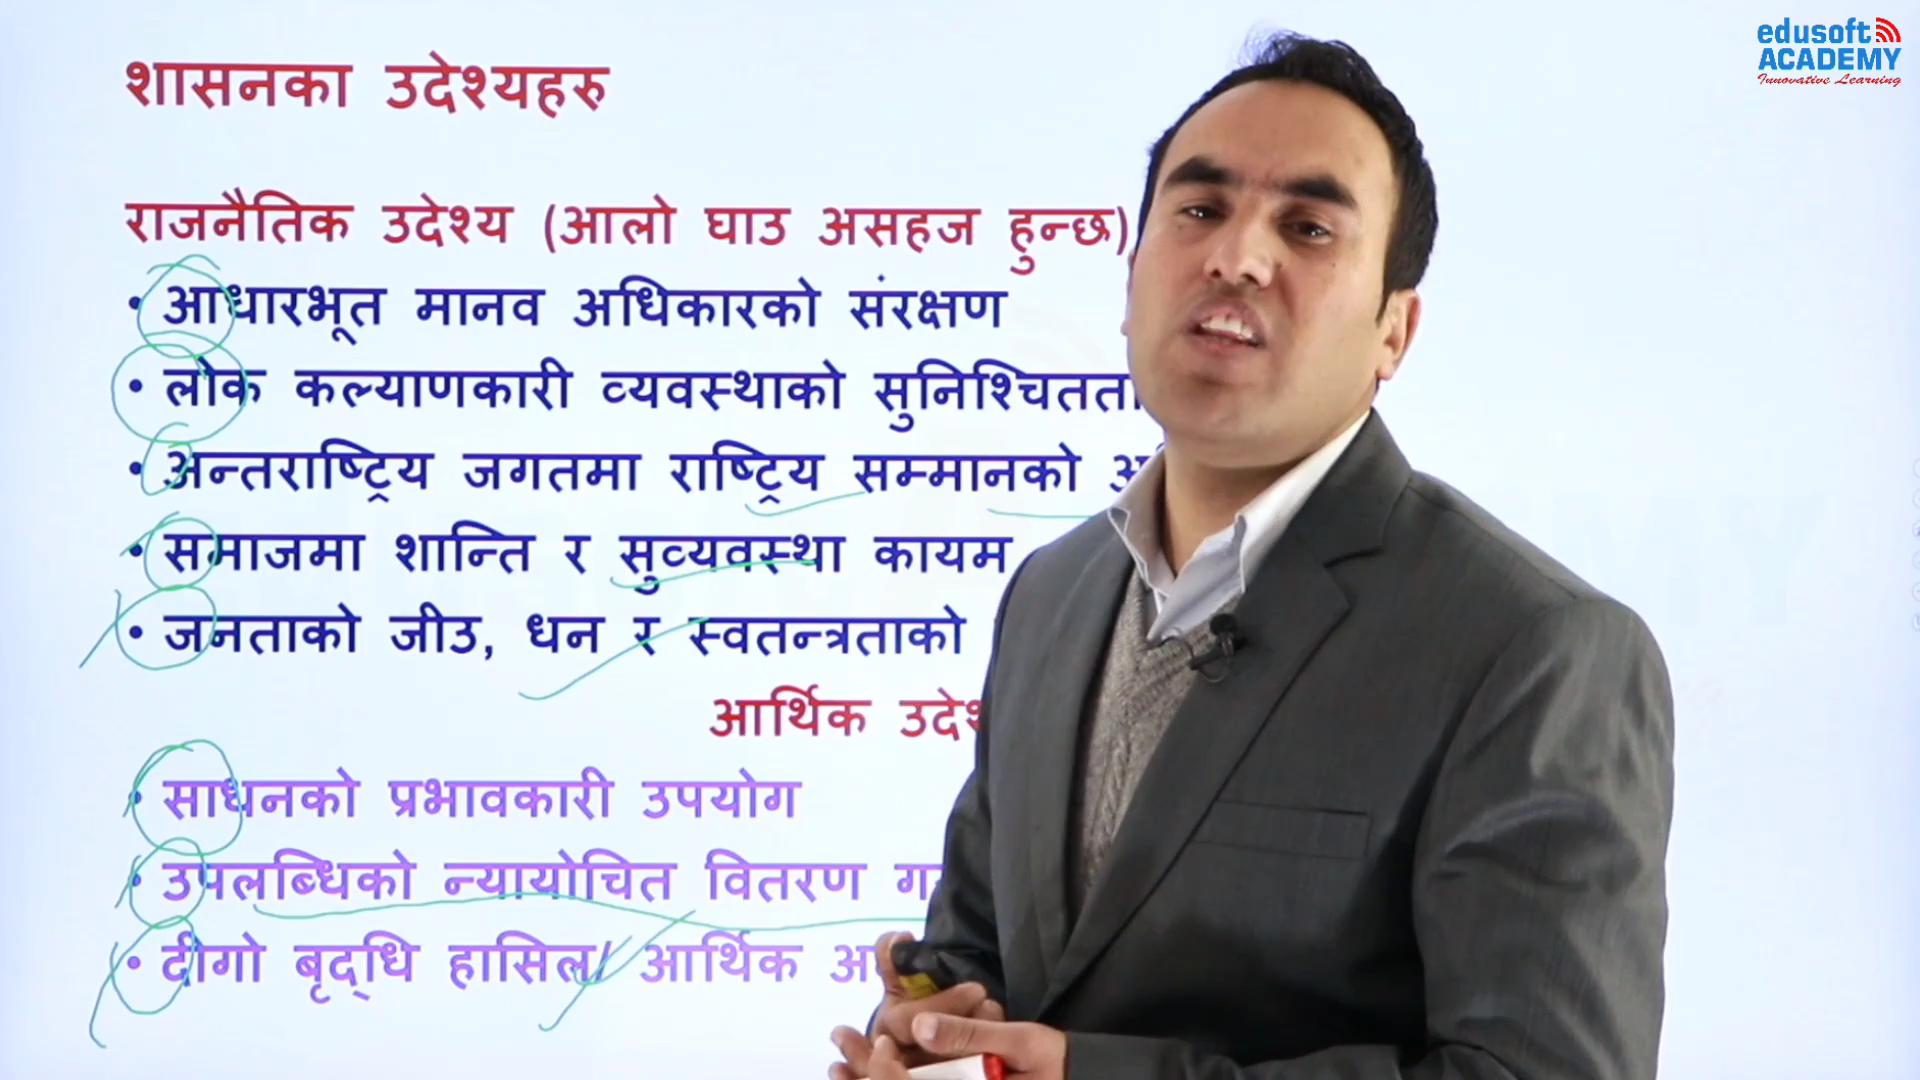 edusoft
ACADEMY
Innovative Learning
शासनका उदेश्यहरु
राजनैतिक उदेश्य (आलो घाउ असहज हुन्छ)
• आधारभूत मानव अधिकारको संरक्षण
• लोक कल्याणकारी व्यवस्थाको सुनिश्चितता
• अन्तराष्ट्रिय जगतमा राष्ट्रिय सम्मानको
• समाजमा शान्ति र सुव्यवस्था कायम
• जनताको जीउ, धन र स्वतन्त्रताको
आर्थिक
• साधनको प्रभावकारी उपयोग
• उपलब्धिको न्यायोचित वितरण
• दीगो बृद्धि हासिल/ आर्थिक